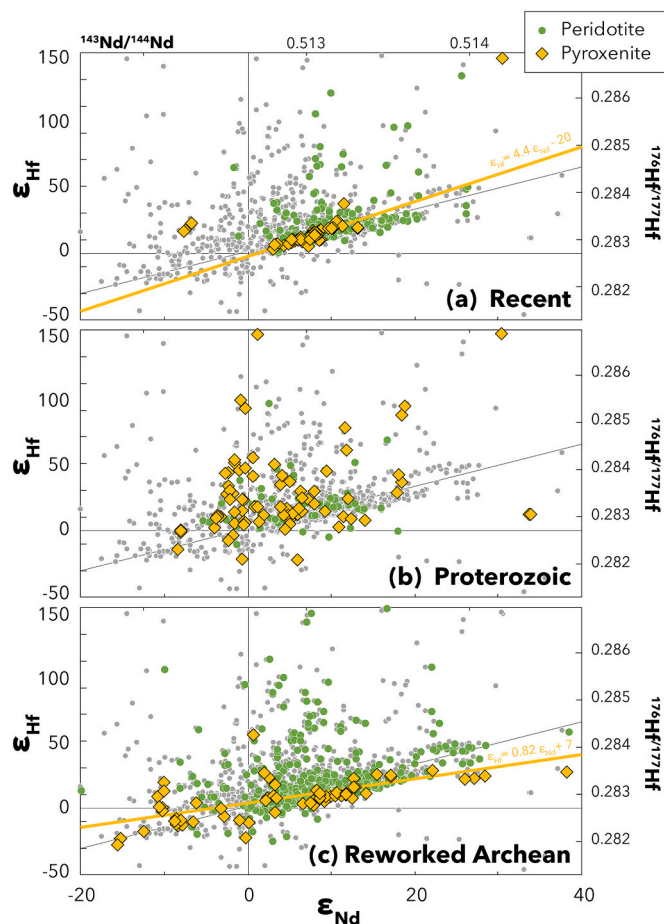 143Nd/144Nd
0.513
0.514
Peridotite
Pyroxenite
150
100
50
0
-50
εHf
εHf = 4.4 εNd - 20
0.286
0.285
0.284
0.283
0.282
176Hf/177Hf
(a) Recent
150
100
50
0
-50
εHf
0.286
0.285
0.284
0.283
0.282
176Hf/177Hf
(b) Proterozoic
150
100
50
0
-50
εHf
εHf = 0.82 εNd + 7
0.286
0.285
0.284
0.283
0.282
176Hf/177Hf
(c) Reworked Archean
-20
0
20
40
εNd